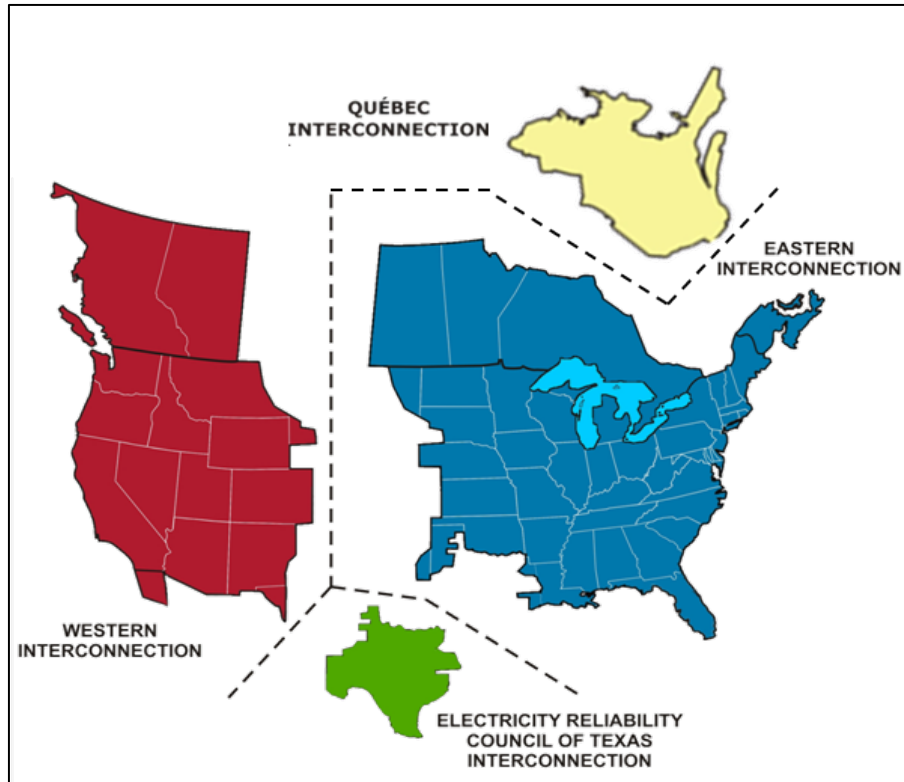 QUÉBEC
INTERCONNECTION
EASTERN
INTERCONNECTION
WESTERN
INTERCONNECTION
ELECTRICITY RELIABILITY
COUNCIL OF TEXAS
INTERCONNECTION